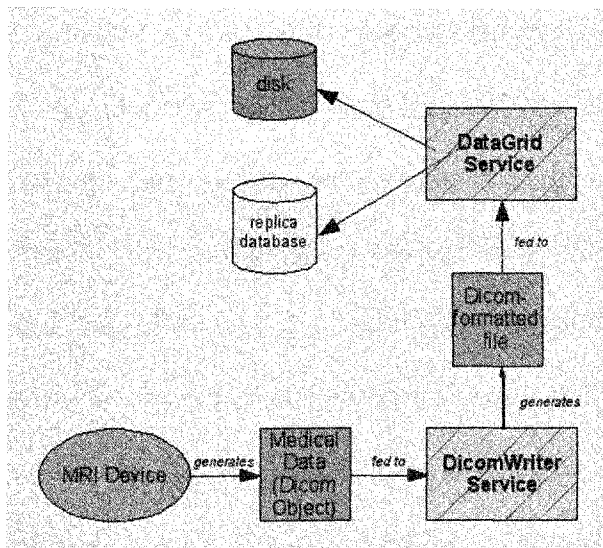 disk
DataGrid
Service
replica
database
fed to
Dicom-
formatted
file
generates
MRI Device
generates
Medical
Data
(Dicom
Object)
fed to
DicomWriter
Service